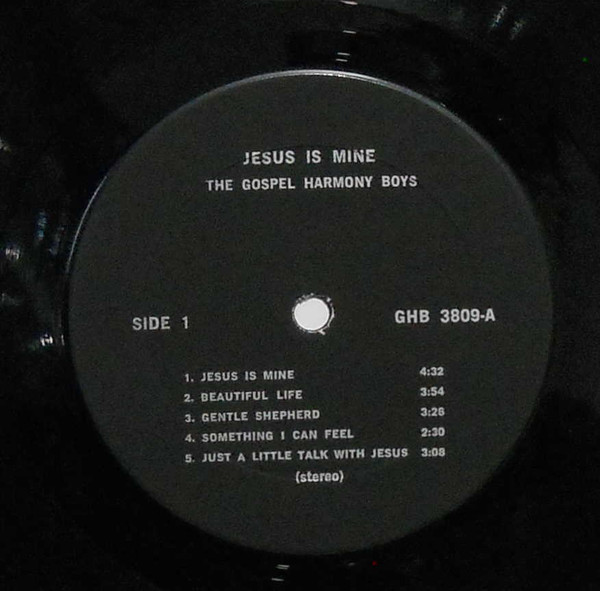 JESUS IS MINE
THE GOSPEL HARMONY BOYS
SIDE 1 GHB 3809-A
1. JESUS IS MINE 4:32
2. BEAUTIFUL LIFE 3:54
3. GENTLE SHEPHERD 3:26
4. SOMETHING I CAN FEEL 2:30
5. JUST A LITTLE TALK WITH JESUS 3:08
(stereo)